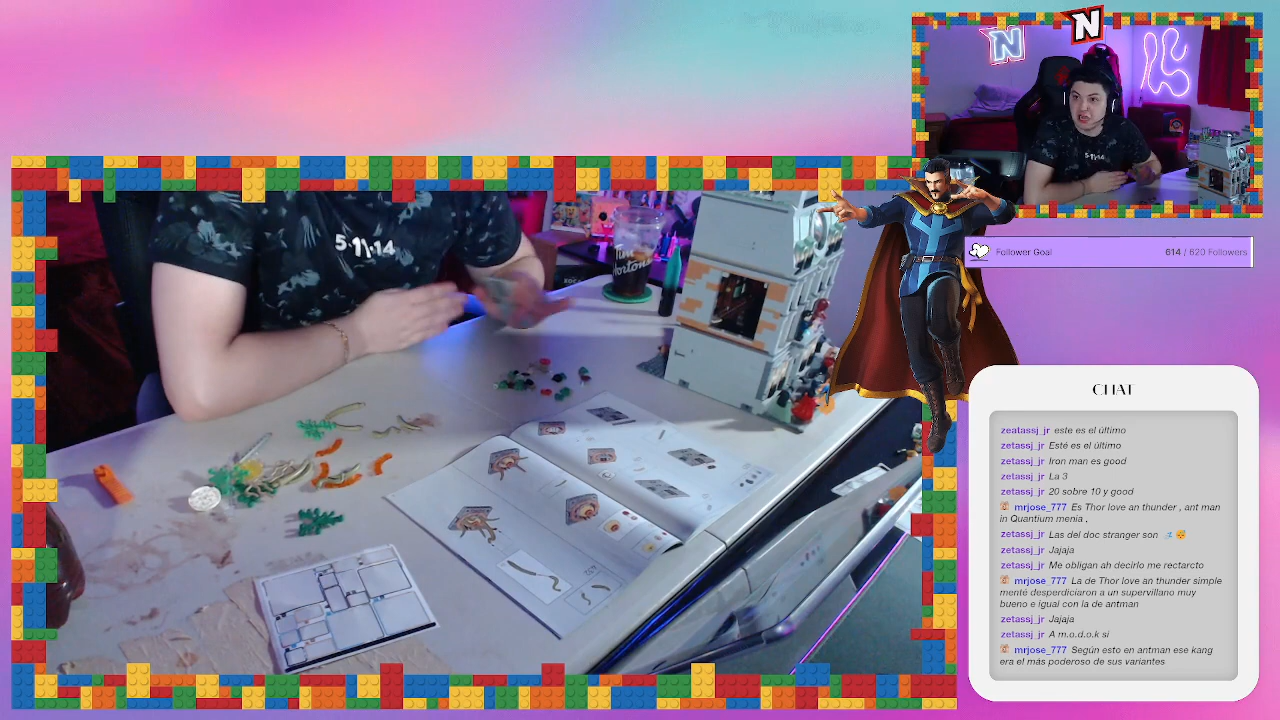 N
N
5·11·14
5·11·14
Tim
Hortons
Follower Goal
614 / 620 Followers
CHAT
zeatassj_jr este es el último
zetassj_jr Esté es el último
zetassj_jr Iron man es good
zetassj_jr La 3
zetassj_jr 20 sobre 10 y good
mrjose_777 Es Thor love an thunder , ant man
in Quantium menia ,
zetassj_jr Las del doc stranger son
zetassj_jr Jajaja
zetassj_jr Me obligan ah decirlo me rectarcto
mrjose_777 La de Thor love an thunder simple
menté desperdiciaron a un supervillano muy
bueno e igual con la de antman
zetassj_jr Jajaja
zetassj_jr A m.o.d.o.k si
mrjose_777 Según esto en antman ese kang
era el más poderoso de sus variantes